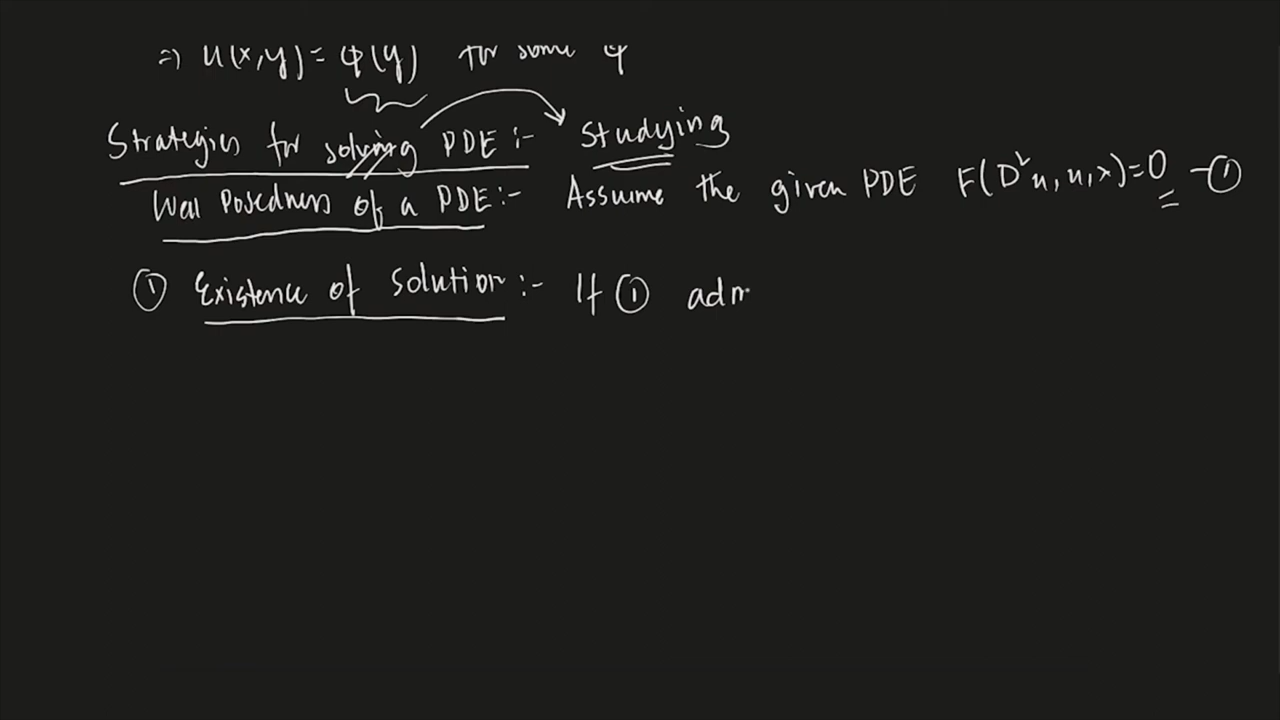 ⇒ u(x,y) = φ(y) for some φ
Strategies for solving PDE :- Studying
Well Posedness of a PDE :- Assume the given PDE F(D²u, u, x) = 0 - ①
① Existence of solution :- If ① adm